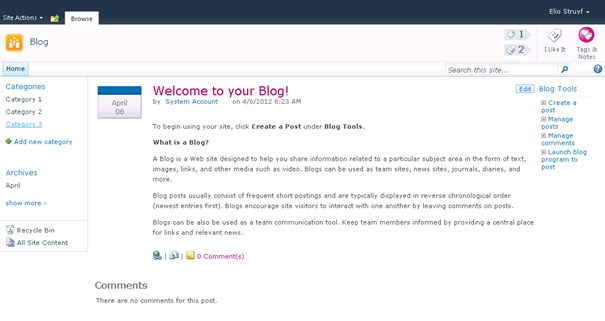 Elio Struyf
Site Actions
Browse
Blog
1
2
I Like It
Tags &
Notes
Home
Search this site...
Categories
Category 1
Category 2
Category 3
Add new category
Archives
April
show more ›
Recycle Bin
All Site Content
April
06
Welcome to your Blog!
by System Account on 4/6/2012 8:23 AM
To begin using your site, click Create a Post under Blog Tools.
What is a Blog?
A Blog is a Web site designed to help you share information related to a particular subject area in the form of text,
images, links, and other media such as video. Blogs can be used as team sites, news sites, journals, diaries, and
more.
Blog posts usually consist of frequent short postings and are typically displayed in reverse chronological order
(newest entries first). Blogs encourage site visitors to interact with one another by leaving comments on posts.
Blogs can be also be used as a team communication tool. Keep team members informed by providing a central place
for links and relevant news.
| | 0 Comment(s)
Comments
There are no comments for this post.
Edit Blog Tools
Create a
post
Manage
posts
Manage
comments
Launch blog
program to
post